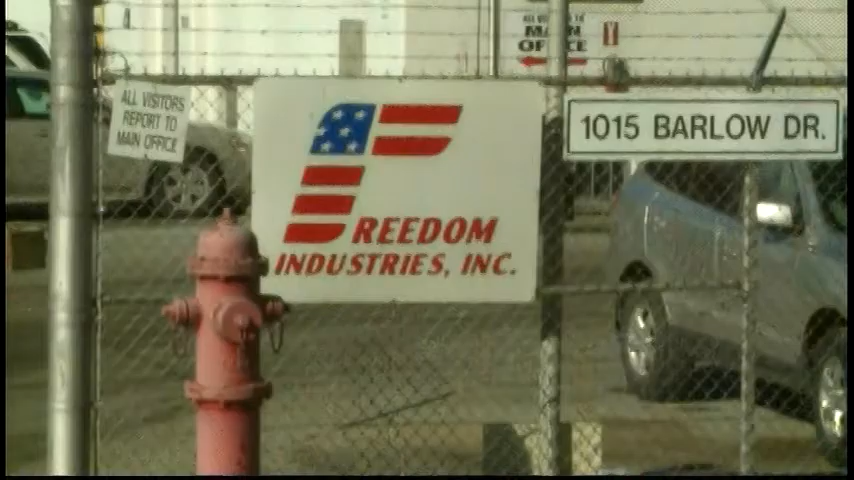 ALL VISITORS
REPORT TO
MAIN OFFICE
FREEDOM
INDUSTRIES, INC.
MAIN
OFFICE
1015 BARLOW DR.